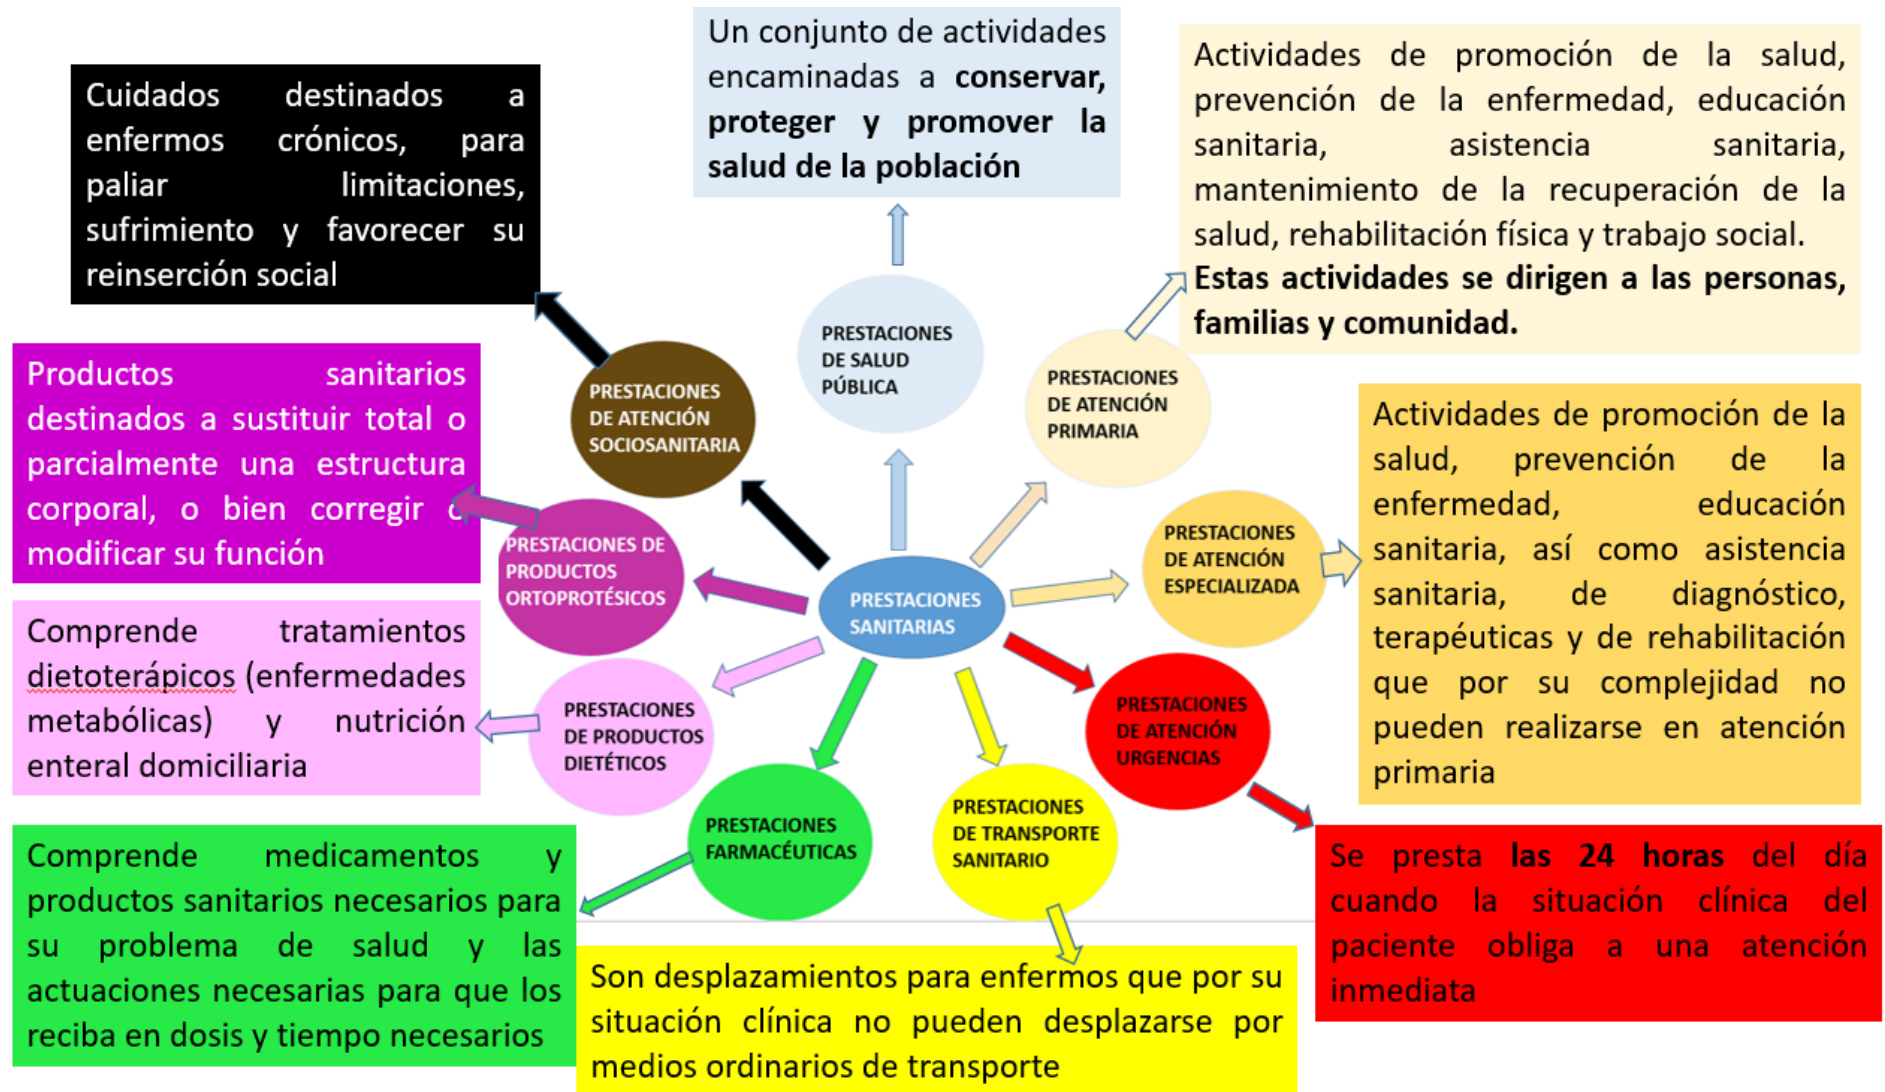 Un conjunto de actividades
encaminadas a conservar,
proteger y promover la
salud de la población
Actividades de promoción de la salud,
prevención de la enfermedad, educación
sanitaria, asistencia sanitaria,
mantenimiento de la recuperación de la
salud, rehabilitación física y trabajo social.
Estas actividades se dirigen a las personas,
familias y comunidad.
Cuidados destinados a
enfermos crónicos, para
paliar limitaciones,
sufrimiento y favorecer su
reinserción social
PRESTACIONES
DE SALUD
PÚBLICA
PRESTACIONES
DE ATENCIÓN
PRIMARIA
PRESTACIONES
DE ATENCIÓN
SOCIOSANITARIA
Productos sanitarios
destinados a sustituir total o
parcialmente una estructura
corporal, o bien corregir o
modificar su función
Actividades de promoción de la
salud, prevención de la
enfermedad, educación
sanitaria, así como asistencia
sanitaria, de diagnóstico,
terapéuticas y de rehabilitación
que por su complejidad no
pueden realizarse en atención
primaria
PRESTACIONES DE
PRODUCTOS
ORTOPROTÉSICOS
PRESTACIONES
DE ATENCIÓN
ESPECIALIZADA
PRESTACIONES
SANITARIAS
Comprende tratamientos
dietoterápicos (enfermedades
metabólicas) y nutrición
enteral domiciliaria
PRESTACIONES
DE PRODUCTOS
DIETÉTICOS
PRESTACIONES
DE ATENCIÓN
URGENCIAS
PRESTACIONES
FARMACÉUTICAS
PRESTACIONES
DE TRANSPORTE
SANITARIO
Comprende medicamentos y
productos sanitarios necesarios para
su problema de salud y las
actuaciones necesarias para que los
reciba en dosis y tiempo necesarios
Se presta las 24 horas del día
cuando la situación clínica del
paciente obliga a una atención
inmediata
Son desplazamientos para enfermos que por su
situación clínica no pueden desplazarse por
medios ordinarios de transporte